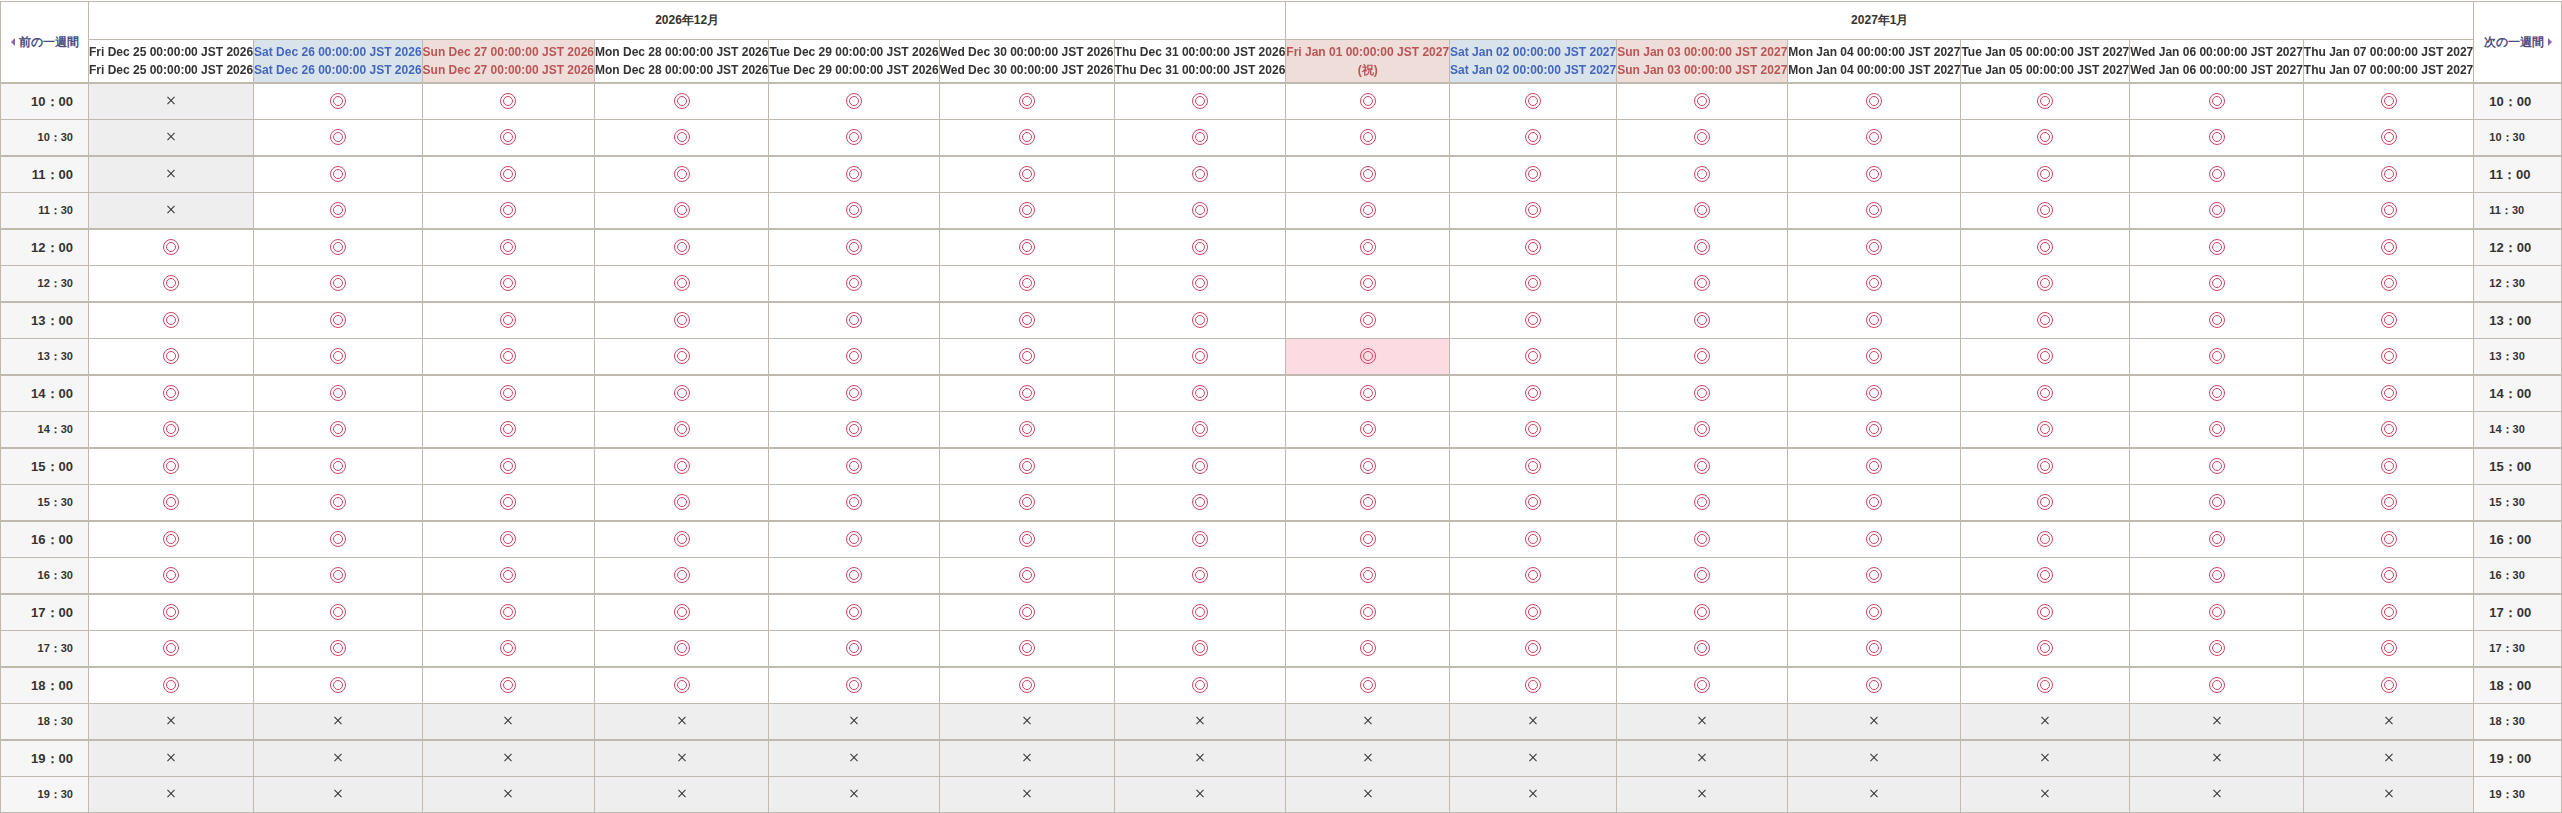 前の一週間 2026年12月 2027年1月 次の一週間
Fri Dec 25 00:00:00 JST 2026 Sat Dec 26 00:00:00 JST 2026 Sun Dec 27 00:00:00 JST 2026 Mon Dec 28 00:00:00 JST 2026 Tue Dec 29 00:00:00 JST 2026 Wed Dec 30 00:00:00 JST 2026 Thu Dec 31 00:00:00 JST 2026 Fri Jan 01 00:00:00 JST 2027 Sat Jan 02 00:00:00 JST 2027 Sun Jan 03 00:00:00 JST 2027 Mon Jan 04 00:00:00 JST 2027 Tue Jan 05 00:00:00 JST 2027 Wed Jan 06 00:00:00 JST 2027 Thu Jan 07 00:00:00 JST 2027
Fri Dec 25 00:00:00 JST 2026 Sat Dec 26 00:00:00 JST 2026 Sun Dec 27 00:00:00 JST 2026 Mon Dec 28 00:00:00 JST 2026 Tue Dec 29 00:00:00 JST 2026 Wed Dec 30 00:00:00 JST 2026 Thu Dec 31 00:00:00 JST 2026 (祝) Sat Jan 02 00:00:00 JST 2027 Sun Jan 03 00:00:00 JST 2027 Mon Jan 04 00:00:00 JST 2027 Tue Jan 05 00:00:00 JST 2027 Wed Jan 06 00:00:00 JST 2027 Thu Jan 07 00:00:00 JST 2027
10：00 × ◎ ◎ ◎ ◎ ◎ ◎ ◎ ◎ ◎ ◎ ◎ ◎ ◎ 10：00
10：30 × ◎ ◎ ◎ ◎ ◎ ◎ ◎ ◎ ◎ ◎ ◎ ◎ ◎ 10：30
11：00 × ◎ ◎ ◎ ◎ ◎ ◎ ◎ ◎ ◎ ◎ ◎ ◎ ◎ 11：00
11：30 × ◎ ◎ ◎ ◎ ◎ ◎ ◎ ◎ ◎ ◎ ◎ ◎ ◎ 11：30
12：00 ◎ ◎ ◎ ◎ ◎ ◎ ◎ ◎ ◎ ◎ ◎ ◎ ◎ ◎ 12：00
12：30 ◎ ◎ ◎ ◎ ◎ ◎ ◎ ◎ ◎ ◎ ◎ ◎ ◎ ◎ 12：30
13：00 ◎ ◎ ◎ ◎ ◎ ◎ ◎ ◎ ◎ ◎ ◎ ◎ ◎ ◎ 13：00
13：30 ◎ ◎ ◎ ◎ ◎ ◎ ◎ ◎ ◎ ◎ ◎ ◎ ◎ ◎ 13：30
14：00 ◎ ◎ ◎ ◎ ◎ ◎ ◎ ◎ ◎ ◎ ◎ ◎ ◎ ◎ 14：00
14：30 ◎ ◎ ◎ ◎ ◎ ◎ ◎ ◎ ◎ ◎ ◎ ◎ ◎ ◎ 14：30
15：00 ◎ ◎ ◎ ◎ ◎ ◎ ◎ ◎ ◎ ◎ ◎ ◎ ◎ ◎ 15：00
15：30 ◎ ◎ ◎ ◎ ◎ ◎ ◎ ◎ ◎ ◎ ◎ ◎ ◎ ◎ 15：30
16：00 ◎ ◎ ◎ ◎ ◎ ◎ ◎ ◎ ◎ ◎ ◎ ◎ ◎ ◎ 16：00
16：30 ◎ ◎ ◎ ◎ ◎ ◎ ◎ ◎ ◎ ◎ ◎ ◎ ◎ ◎ 16：30
17：00 ◎ ◎ ◎ ◎ ◎ ◎ ◎ ◎ ◎ ◎ ◎ ◎ ◎ ◎ 17：00
17：30 ◎ ◎ ◎ ◎ ◎ ◎ ◎ ◎ ◎ ◎ ◎ ◎ ◎ ◎ 17：30
18：00 ◎ ◎ ◎ ◎ ◎ ◎ ◎ ◎ ◎ ◎ ◎ ◎ ◎ ◎ 18：00
18：30 × × × × × × × × × × × × × × 18：30
19：00 × × × × × × × × × × × × × × 19：00
19：30 × × × × × × × × × × × × × × 19：30